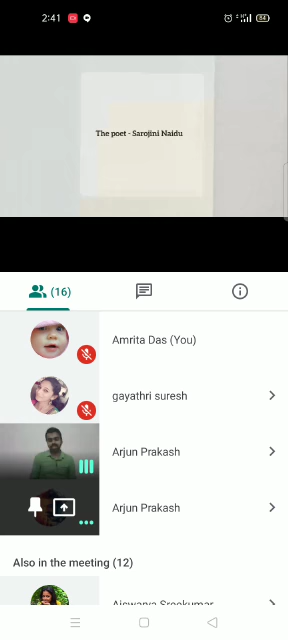 2:41
64
The poet - Sarojini Naidu
(16)
Amrita Das (You)
gayathri suresh
Arjun Prakash
Arjun Prakash
Also in the meeting (12)
Aiswarya Sreekumar